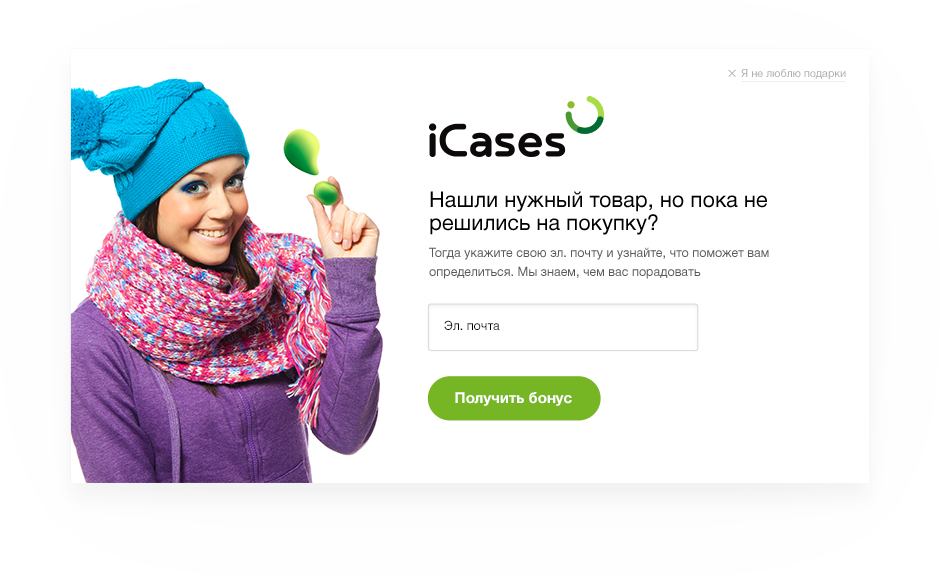 × Я не люблю подарки
iCases
Нашли нужный товар, но пока не
решились на покупку?
Тогда укажите свою эл. почту и узнайте, что поможет вам
определиться. Мы знаем, чем вас порадовать
Эл. почта
Получить бонус